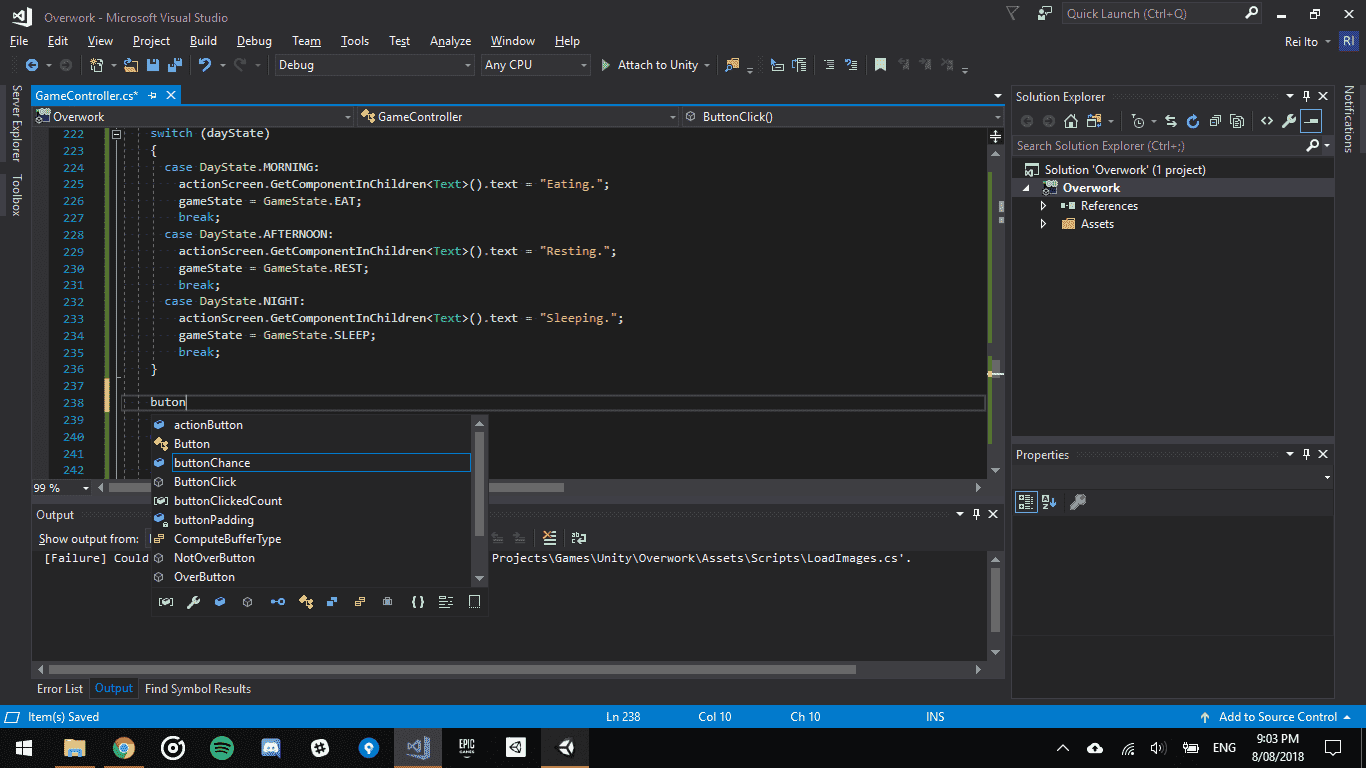 Overwork - Microsoft Visual Studio
Quick Launch (Ctrl+Q)
File Edit View Project Build Debug Team Tools Test Analyze Window Help
Rei Ito RI
Debug Any CPU Attach to Unity
Server Explorer
Toolbox
Notifications
GameController.cs*
Overwork GameController ButtonClick()
222 switch (dayState)
223 {
224 case DayState.MORNING:
225 actionScreen.GetComponentInChildren<Text>().text = "Eating.";
226 gameState = GameState.EAT;
227 break;
228 case DayState.AFTERNOON:
229 actionScreen.GetComponentInChildren<Text>().text = "Resting.";
230 gameState = GameState.REST;
231 break;
232 case DayState.NIGHT:
233 actionScreen.GetComponentInChildren<Text>().text = "Sleeping.";
234 gameState = GameState.SLEEP;
235 break;
236 }
237
238 buton
239
240
241
242
actionButton
Button
buttonChance
ButtonClick
buttonClickedCount
buttonPadding
ComputeBufferType
NotOverButton
OverButton
99 %
Output
Show output from:
[Failure] Could Projects\Games\Unity\Overwork\Assets\Scripts\LoadImages.cs'.
Error List Output Find Symbol Results
Solution Explorer
Search Solution Explorer (Ctrl+;)
Solution 'Overwork' (1 project)
Overwork
References
Assets
Properties
Item(s) Saved Ln 238 Col 10 Ch 10 INS Add to Source Control
EPIC
GAMES
ENG
9:03 PM
8/08/2018